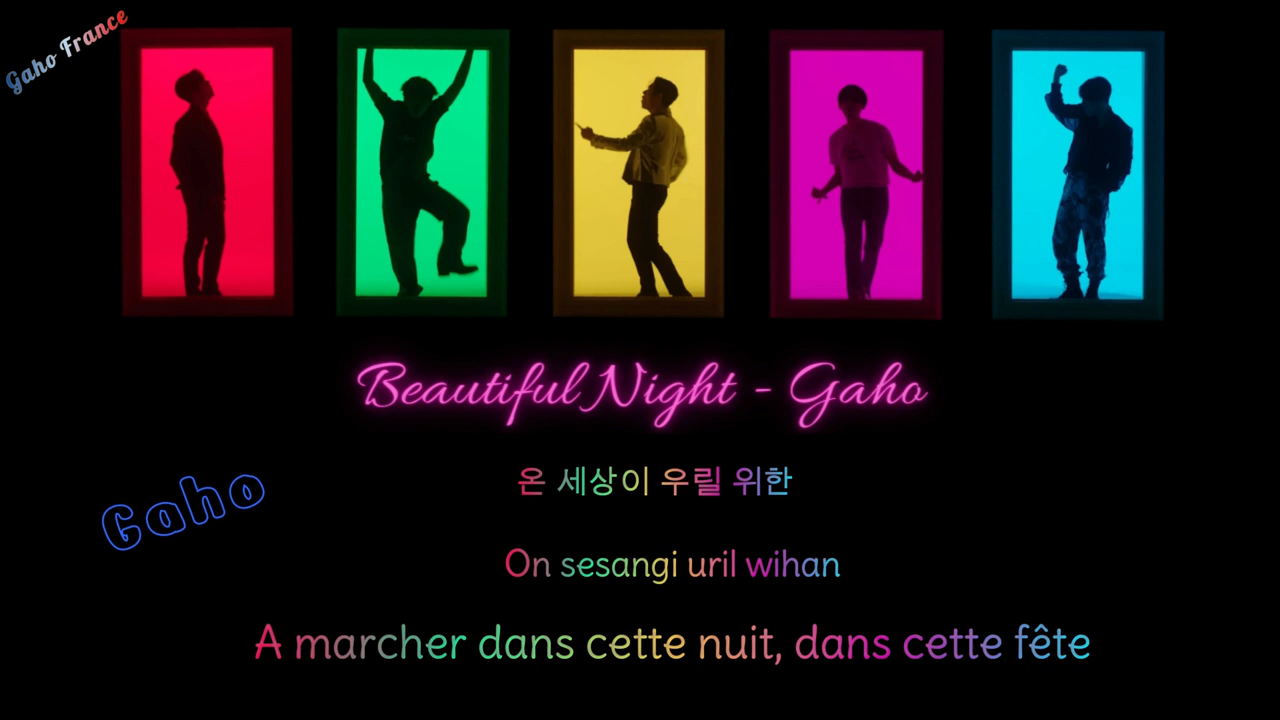 Gaho France
Beautiful Night - Gaho
온 세상이 우릴 위한
Gaho
On sesangi uril wihan
A marcher dans cette nuit, dans cette fête